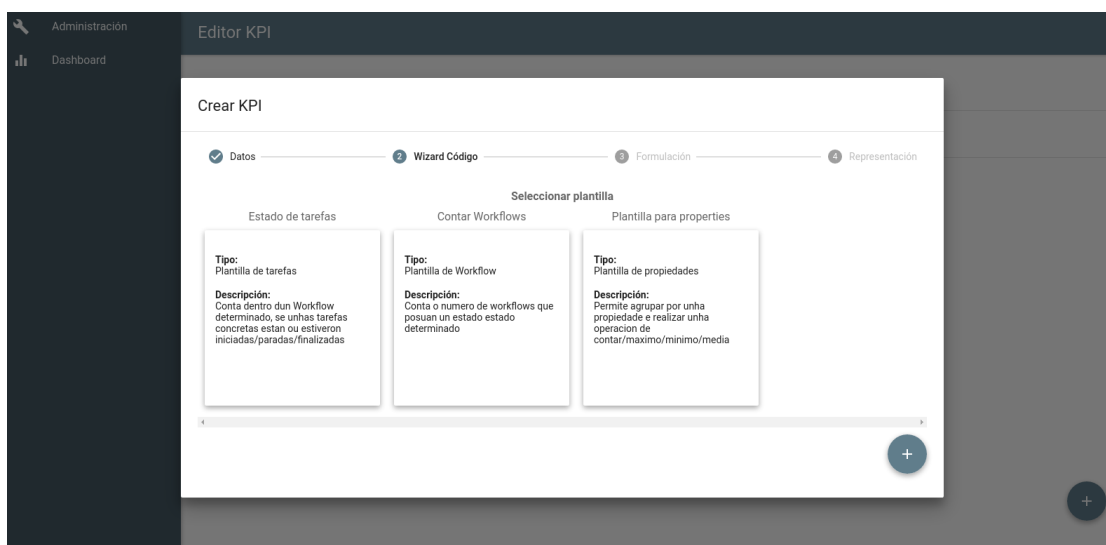 Administración
Editor KPI
Dashboard
Crear KPI
Datos
2 Wizard Código
3 Formulación
4 Representación
Seleccionar plantilla
Estado de tarefas
Contar Workflows
Plantilla para properties
Tipo:
Plantilla de tarefas
Descripción:
Conta dentro dun Workflow
determinado, se unhas tarefas
concretas estan ou estiveron
iniciadas/paradas/finalizadas
Tipo:
Plantilla de Workflow
Descripción:
Conta o numero de workflows que
posuan un estado estado
determinado
Tipo:
Plantilla de propiedades
Descripción:
Permite agrupar por unha
propiedade e realizar unha
operacion de
contar/maximo/minimo/media
+
+